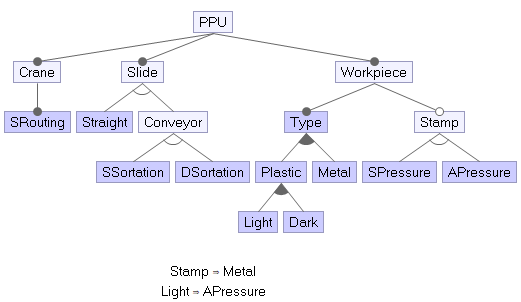 PPU
Crane Slide Workpiece
SRouting Straight Conveyor Type Stamp
SSortation DSortation Plastic Metal SPressure APressure
Light Dark
Stamp ⇒ Metal
Light ⇒ APressure